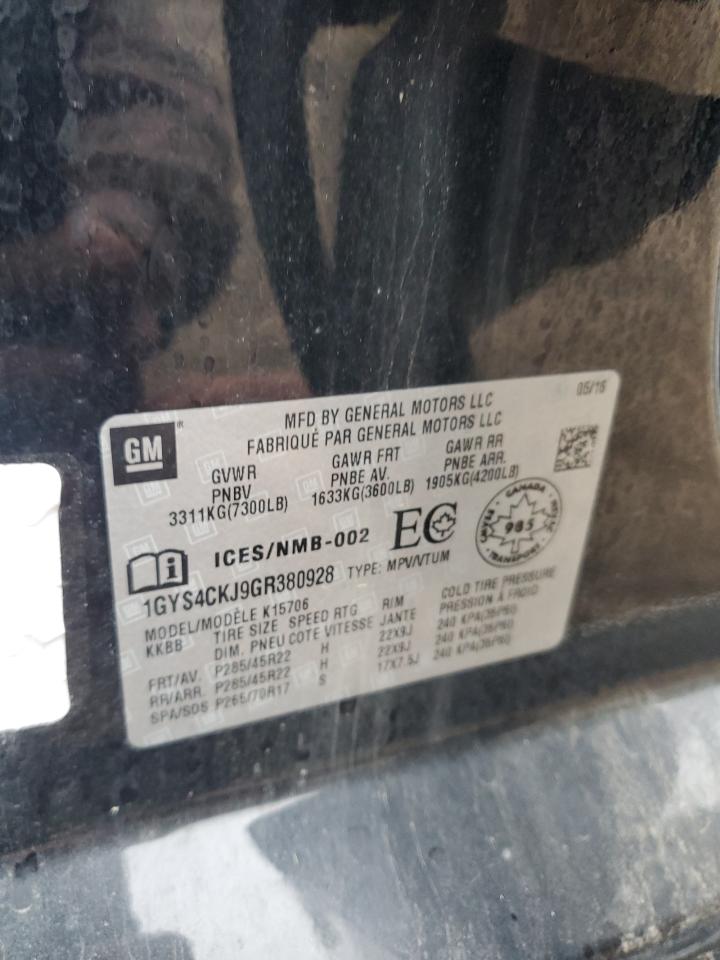 05/16
GM
MFD BY GENERAL MOTORS LLC
FABRIQUÉ PAR GENERAL MOTORS LLC
GVWR GAWR FRT GAWR RR
PNBV PNBE AV. PNBE ARR.
3311KG(7300LB) 1633KG(3600LB) 1905KG(4200LB)
ICES/NMB-002 EC
CANADA
985
TRANSPORT
1GYS4CKJ9GR380928 TYPE: MPV/VTUM
MODEL/MODÈLE K15706
KKBB TIRE SIZE SPEED RTG RIM COLD TIRE PRESSURE
DIM. PNEU COTE VITESSE JANTE PRESSION À FROID
FRT/AV. P285/45R22 H 22X9J 240 KPA(35PSI)
RR/ARR. P285/45R22 H 22X9J 240 KPA(35PSI)
SPA/SOS P265/70R17 S 17X7.5J 240 KPA(35PSI)